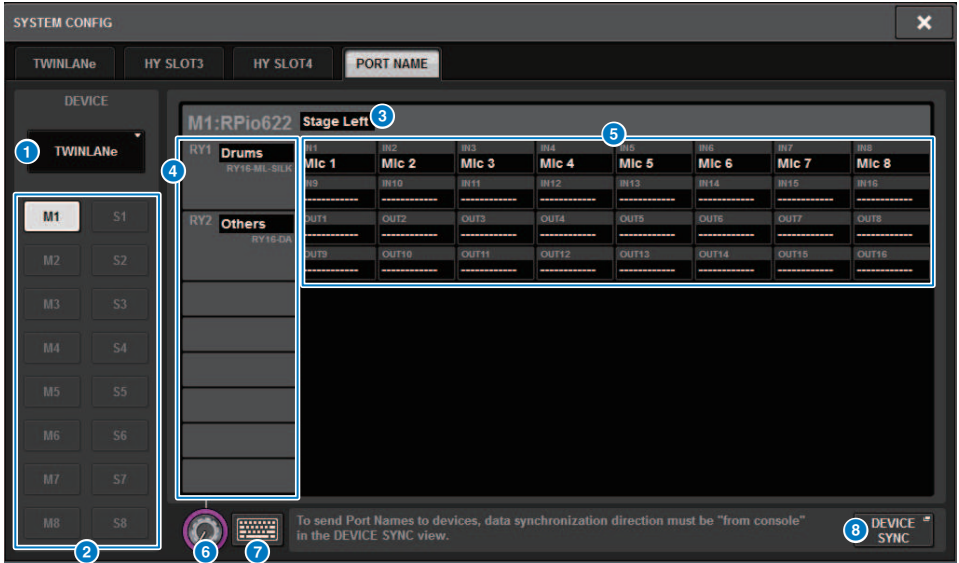 SYSTEM CONFIG
TWINLANe HY SLOT3 HY SLOT4 PORT NAME
DEVICE
1 TWINLANe
M1 S1
M2 S2
M3 S3
M4 S4
M5 S5
M6 S6
M7 S7
M8 S8
2
M1:RPio622 Stage Left 3
5
4
RY1 Drums
RY16-ML-SILK
IN1 IN2 IN3 IN4 IN5 IN6 IN7 IN8
MIc 1 MIc 2 MIc 3 MIc 4 MIc 5 MIc 6 MIc 7 MIc 8
IN9 IN10 IN11 IN12 IN13 IN14 IN15 IN16
------------ ------------ ------------ ------------ ------------ ------------ ------------ ------------
RY2 Others
RY16-DA
OUT1 OUT2 OUT3 OUT4 OUT5 OUT6 OUT7 OUT8
------------ ------------ ------------ ------------ ------------ ------------ ------------ ------------
OUT9 OUT10 OUT11 OUT12 OUT13 OUT14 OUT15 OUT16
------------ ------------ ------------ ------------ ------------ ------------ ------------ ------------
6 7
To send Port Names to devices, data synchronization direction must be "from console"
in the DEVICE SYNC view.
8 DEVICE
SYNC